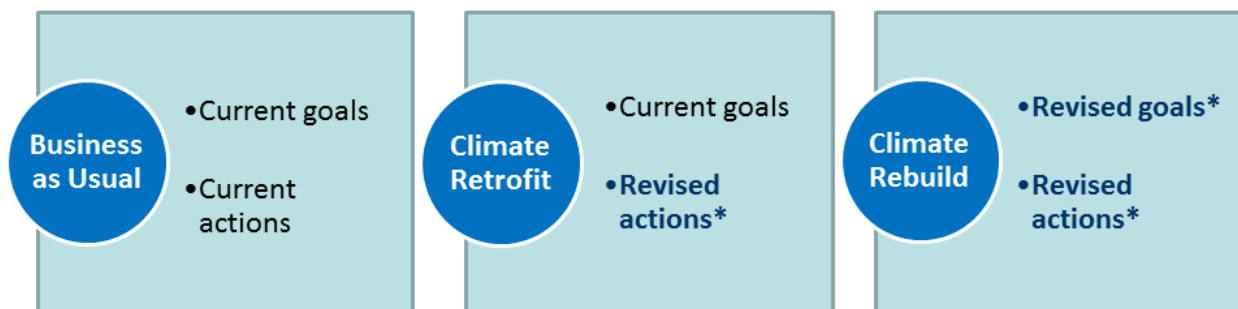 Business
as Usual
•Current goals
•Current
actions
Climate
Retrofit
•Current goals
•Revised
actions*
Climate
Rebuild
•Revised goals*
•Revised
actions*